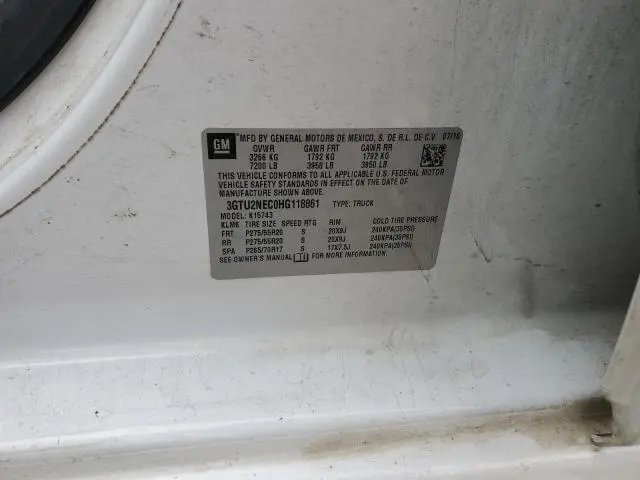 GM MFD BY GENERAL MOTORS DE MEXICO, S. DE R.L. DE C.V. 07/16
GVWR GAWR FRT GAWR RR
3266 KG 1792 KG 1792 KG
7200 LB 3950 LB 3950 LB
THIS VEHICLE CONFORMS TO ALL APPLICABLE U.S. FEDERAL MOTOR
VEHICLE SAFETY, BUMPER, AND THEFT PREVENTION STANDARDS IN EFFECT ON THE DATE OF
MANUFACTURE SHOWN ABOVE.
3GTU2NEC0HG118861 TYPE: TRUCK
MODEL: K15743
KLM6 TIRE SIZE SPEED RTG RIM COLD TIRE PRESSURE
FRT P275/55R20 S 20X9J 240KPA(35PSI)
RR P275/55R20 S 20X9J 240KPA(35PSI)
SPA P265/70R17 S 17X7.5J 240KPA(35PSI)
SEE OWNER'S MANUAL FOR MORE INFORMATION.